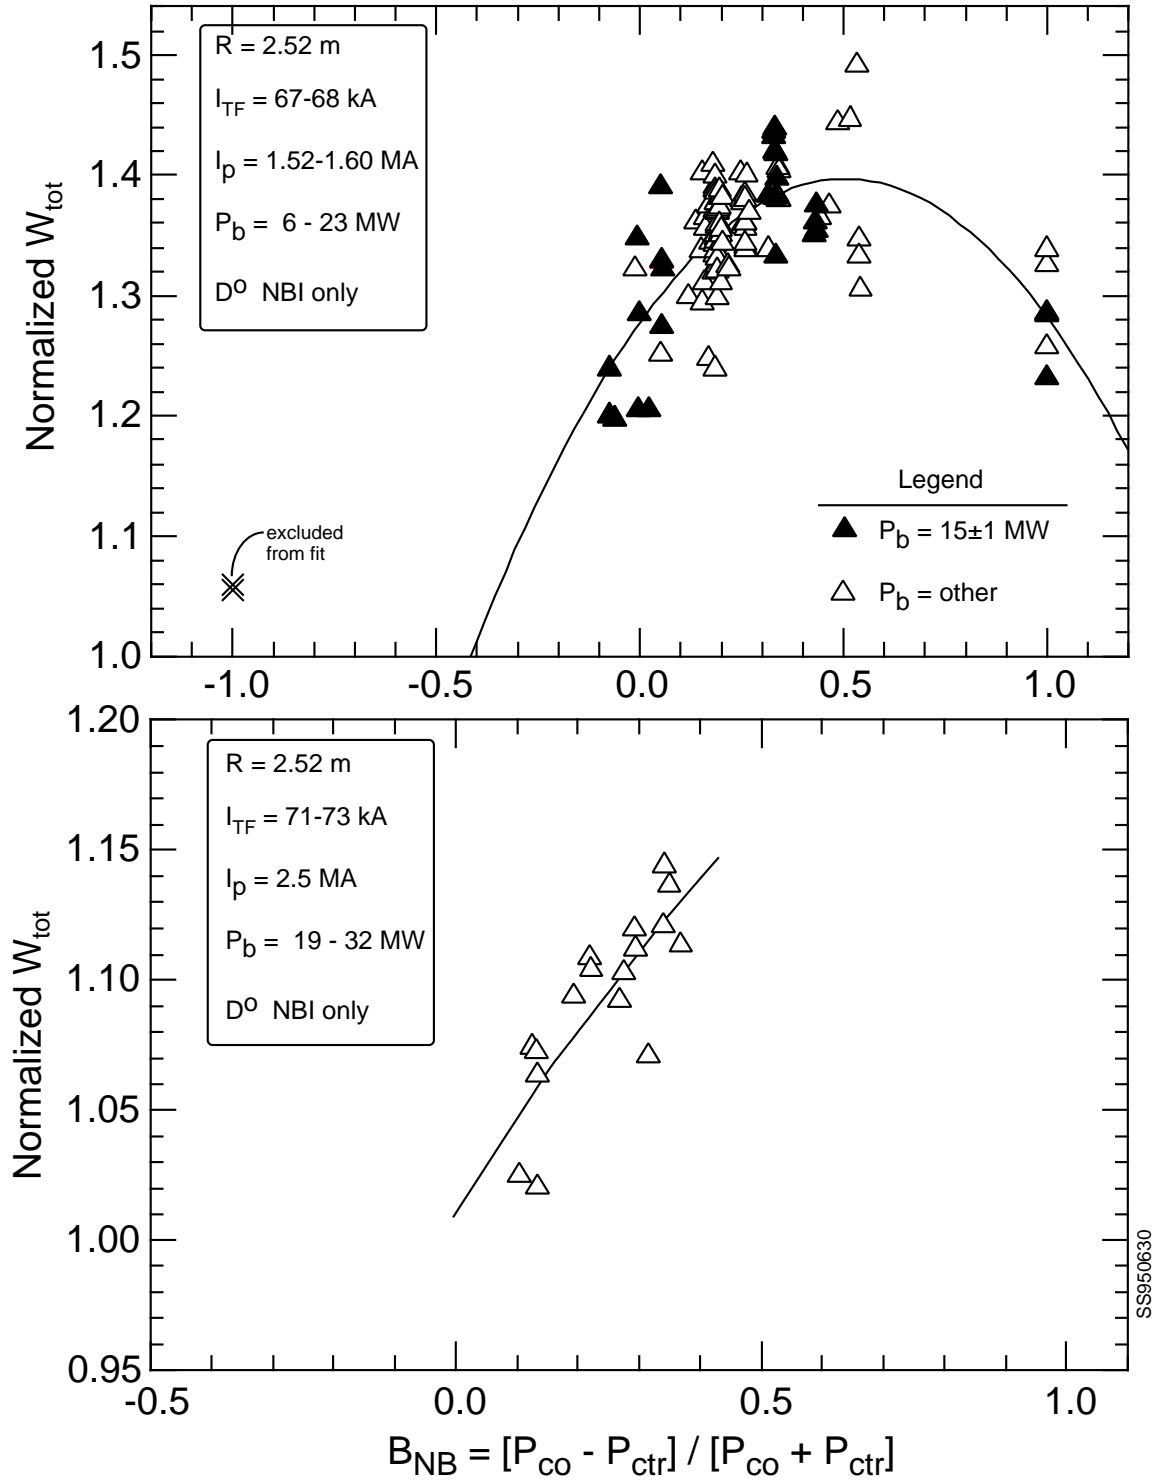 Normalized W_tot
1.5
1.4
1.3
1.2
1.1
1.0
R = 2.52 m
I_TF = 67-68 kA
I_p = 1.52-1.60 MA
P_b = 6 - 23 MW
D^o NBI only
excluded
from fit
Legend
P_b = 15±1 MW
P_b = other
-1.0 -0.5 0.0 0.5 1.0
Normalized W_tot
1.20
1.15
1.10
1.05
1.00
0.95
R = 2.52 m
I_TF = 71-73 kA
I_p = 2.5 MA
P_b = 19 - 32 MW
D^o NBI only
-0.5 0.0 0.5 1.0
B_NB = [P_co - P_ctr] / [P_co + P_ctr]
SS950630